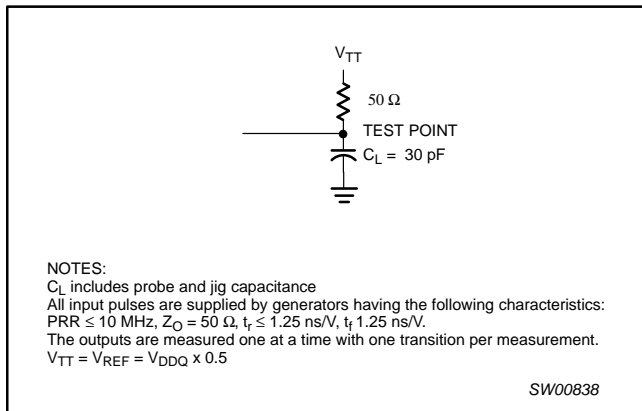 VTT
50 Ω
TEST POINT
CL = 30 pF
NOTES:
CL includes probe and jig capacitance
All input pulses are supplied by generators having the following characteristics:
PRR ≤ 10 MHz, ZO = 50 Ω, tr ≤ 1.25 ns/V, tf 1.25 ns/V.
The outputs are measured one at a time with one transition per measurement.
VTT = VREF = VDDQ x 0.5
SW00838